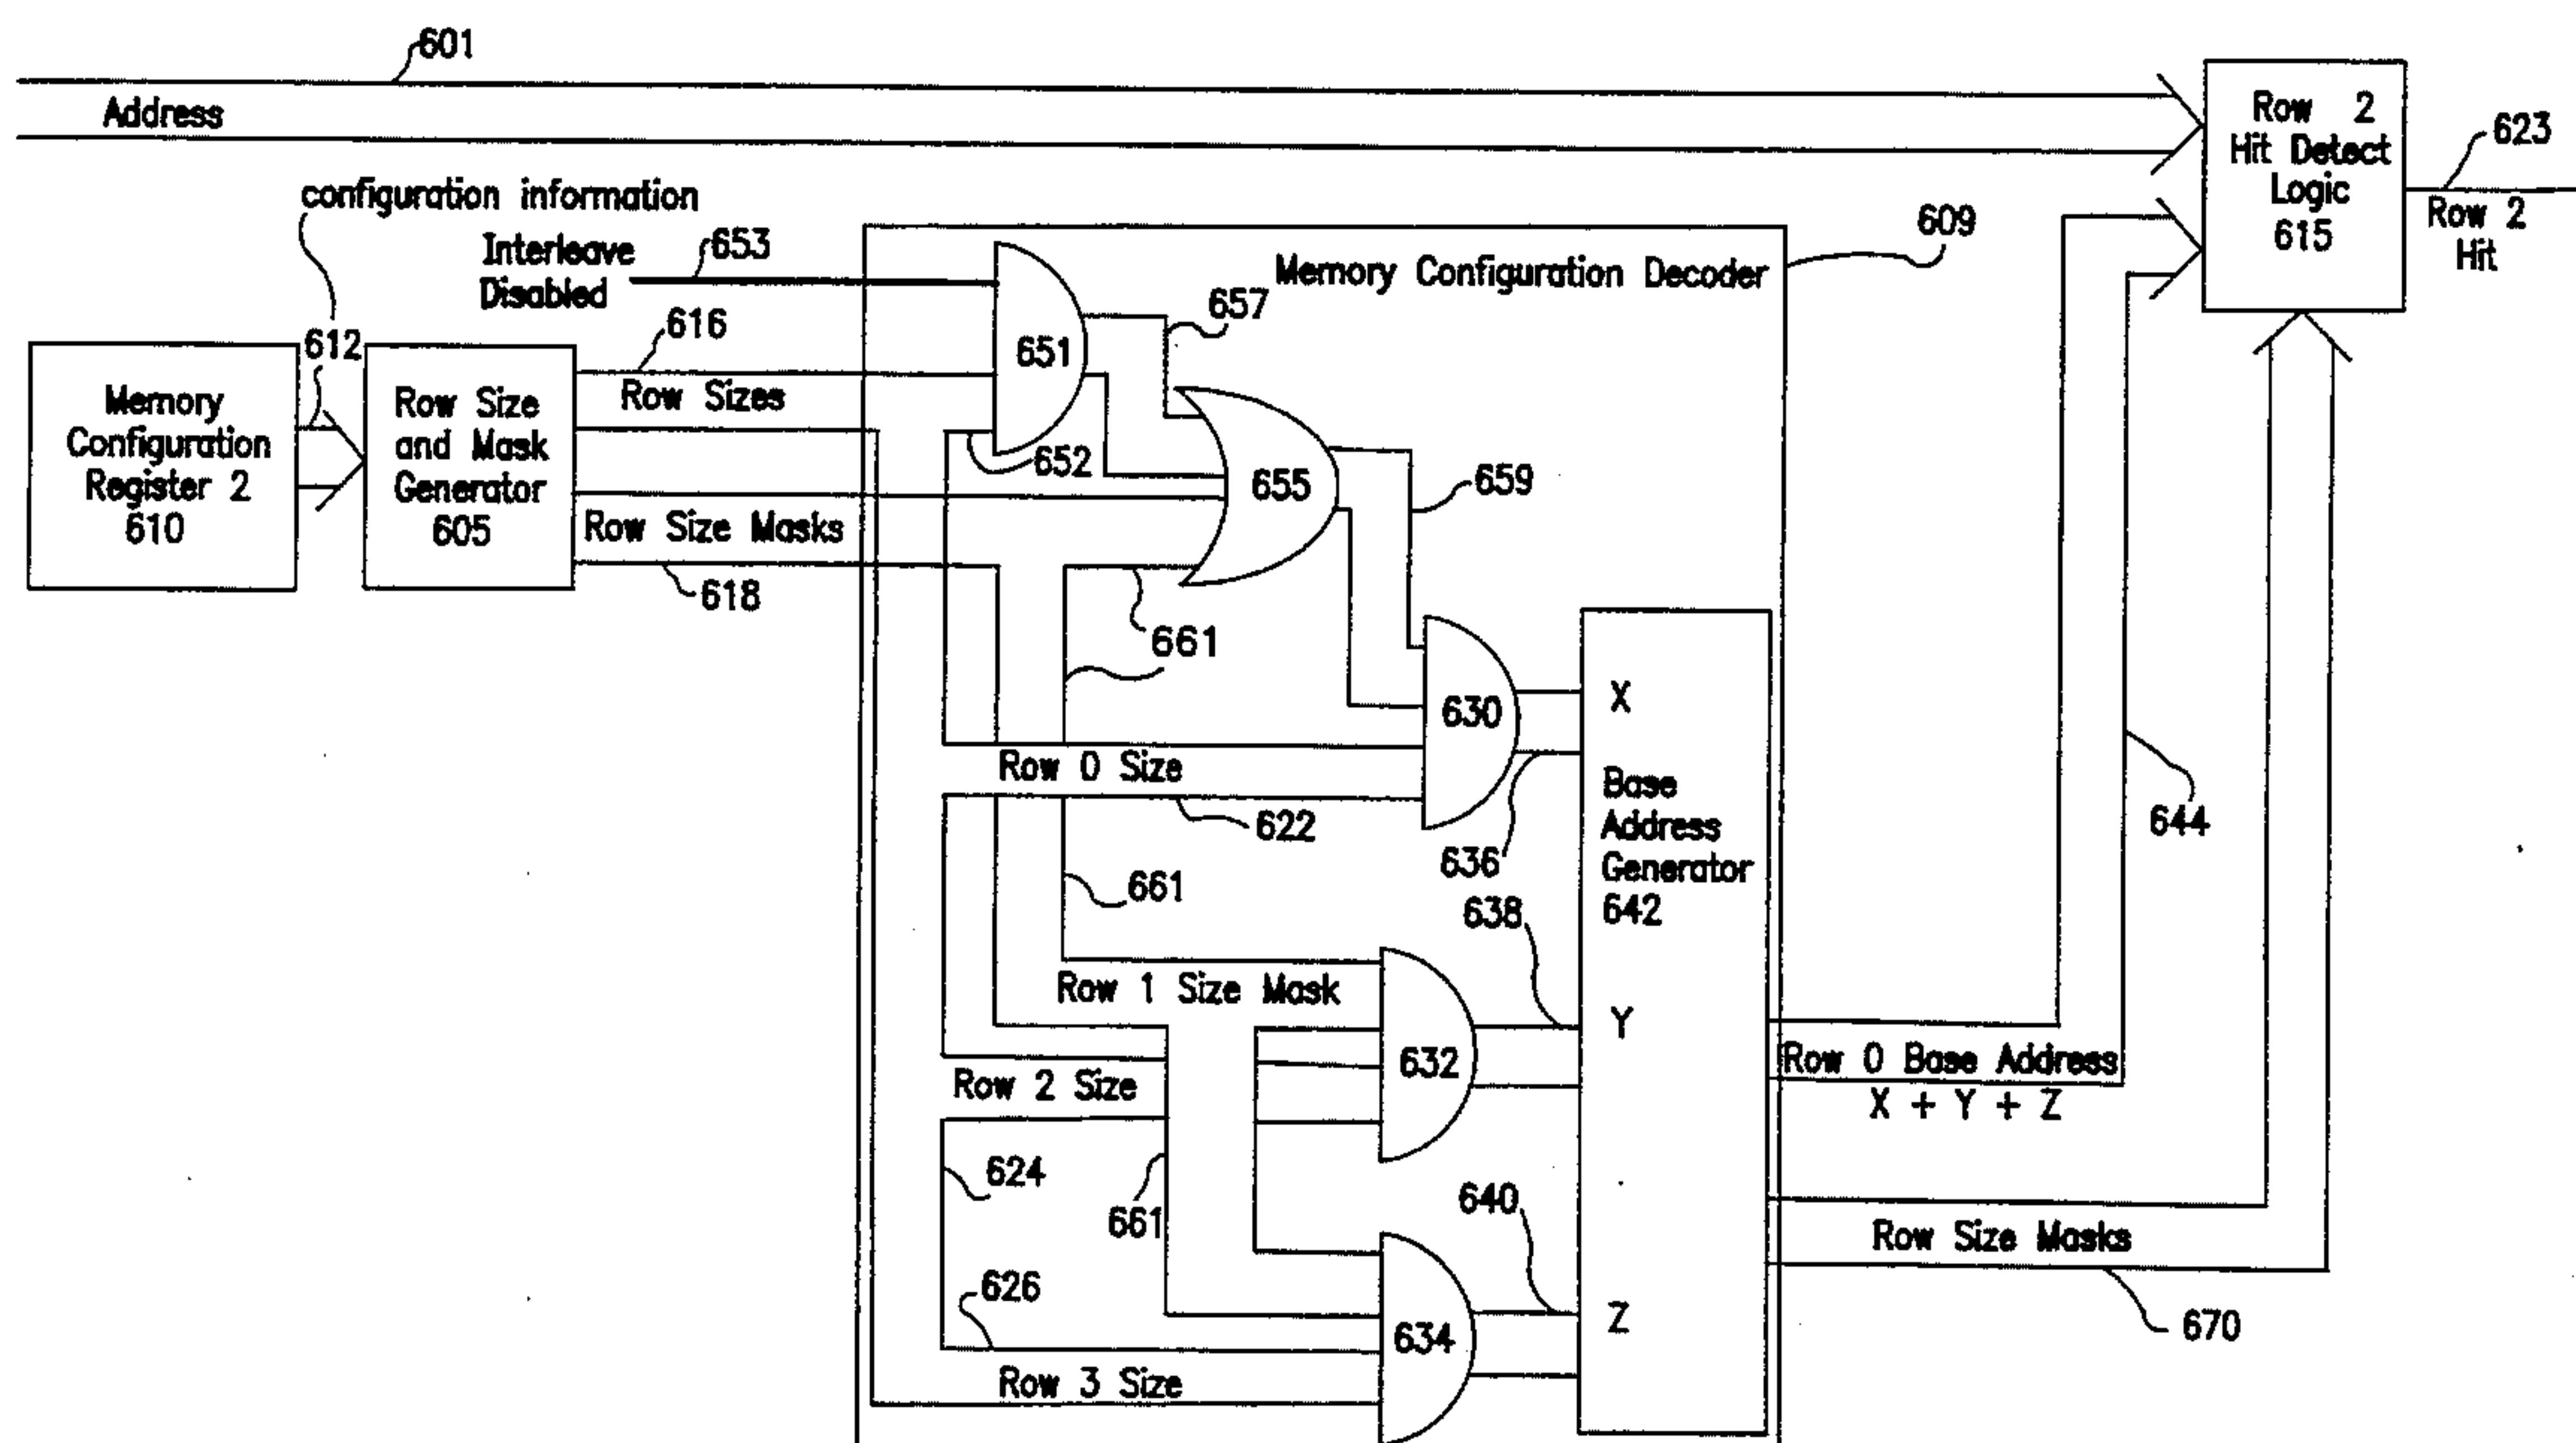 601
Address
Row 2
Hit Detect
Logic
615
623
Row 2
Hit
configuration information
Interleave
Disabled
653
609
Memory Configuration Decoder
657
616
612
651
Row Sizes
Memory
Configuration
Register 2
610
Row Size
and Mask
Generator
605
652
655
659
Row Size Masks
618
661
X
630
Row 0 Size
622
636
Base
Address
Generator
642
644
661
638
Row 1 Size Mask
Y
632
Row 2 Size
Row 0 Base Address
X + Y + Z
624
661
640
Row Size Masks
626
Z
634
670
Row 3 Size